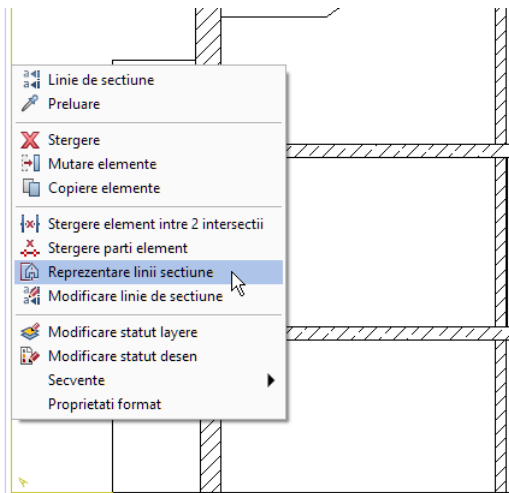 Linie de sectiune
Preluare
Stergere
Mutare elemente
Copiere elemente
Stergere element intre 2 intersectii
Stergere parti element
Reprezentare linii sectiune
Modificare linie de sectiune
Modificare statut layere
Modificare statut desen
Secvente
Proprietati format